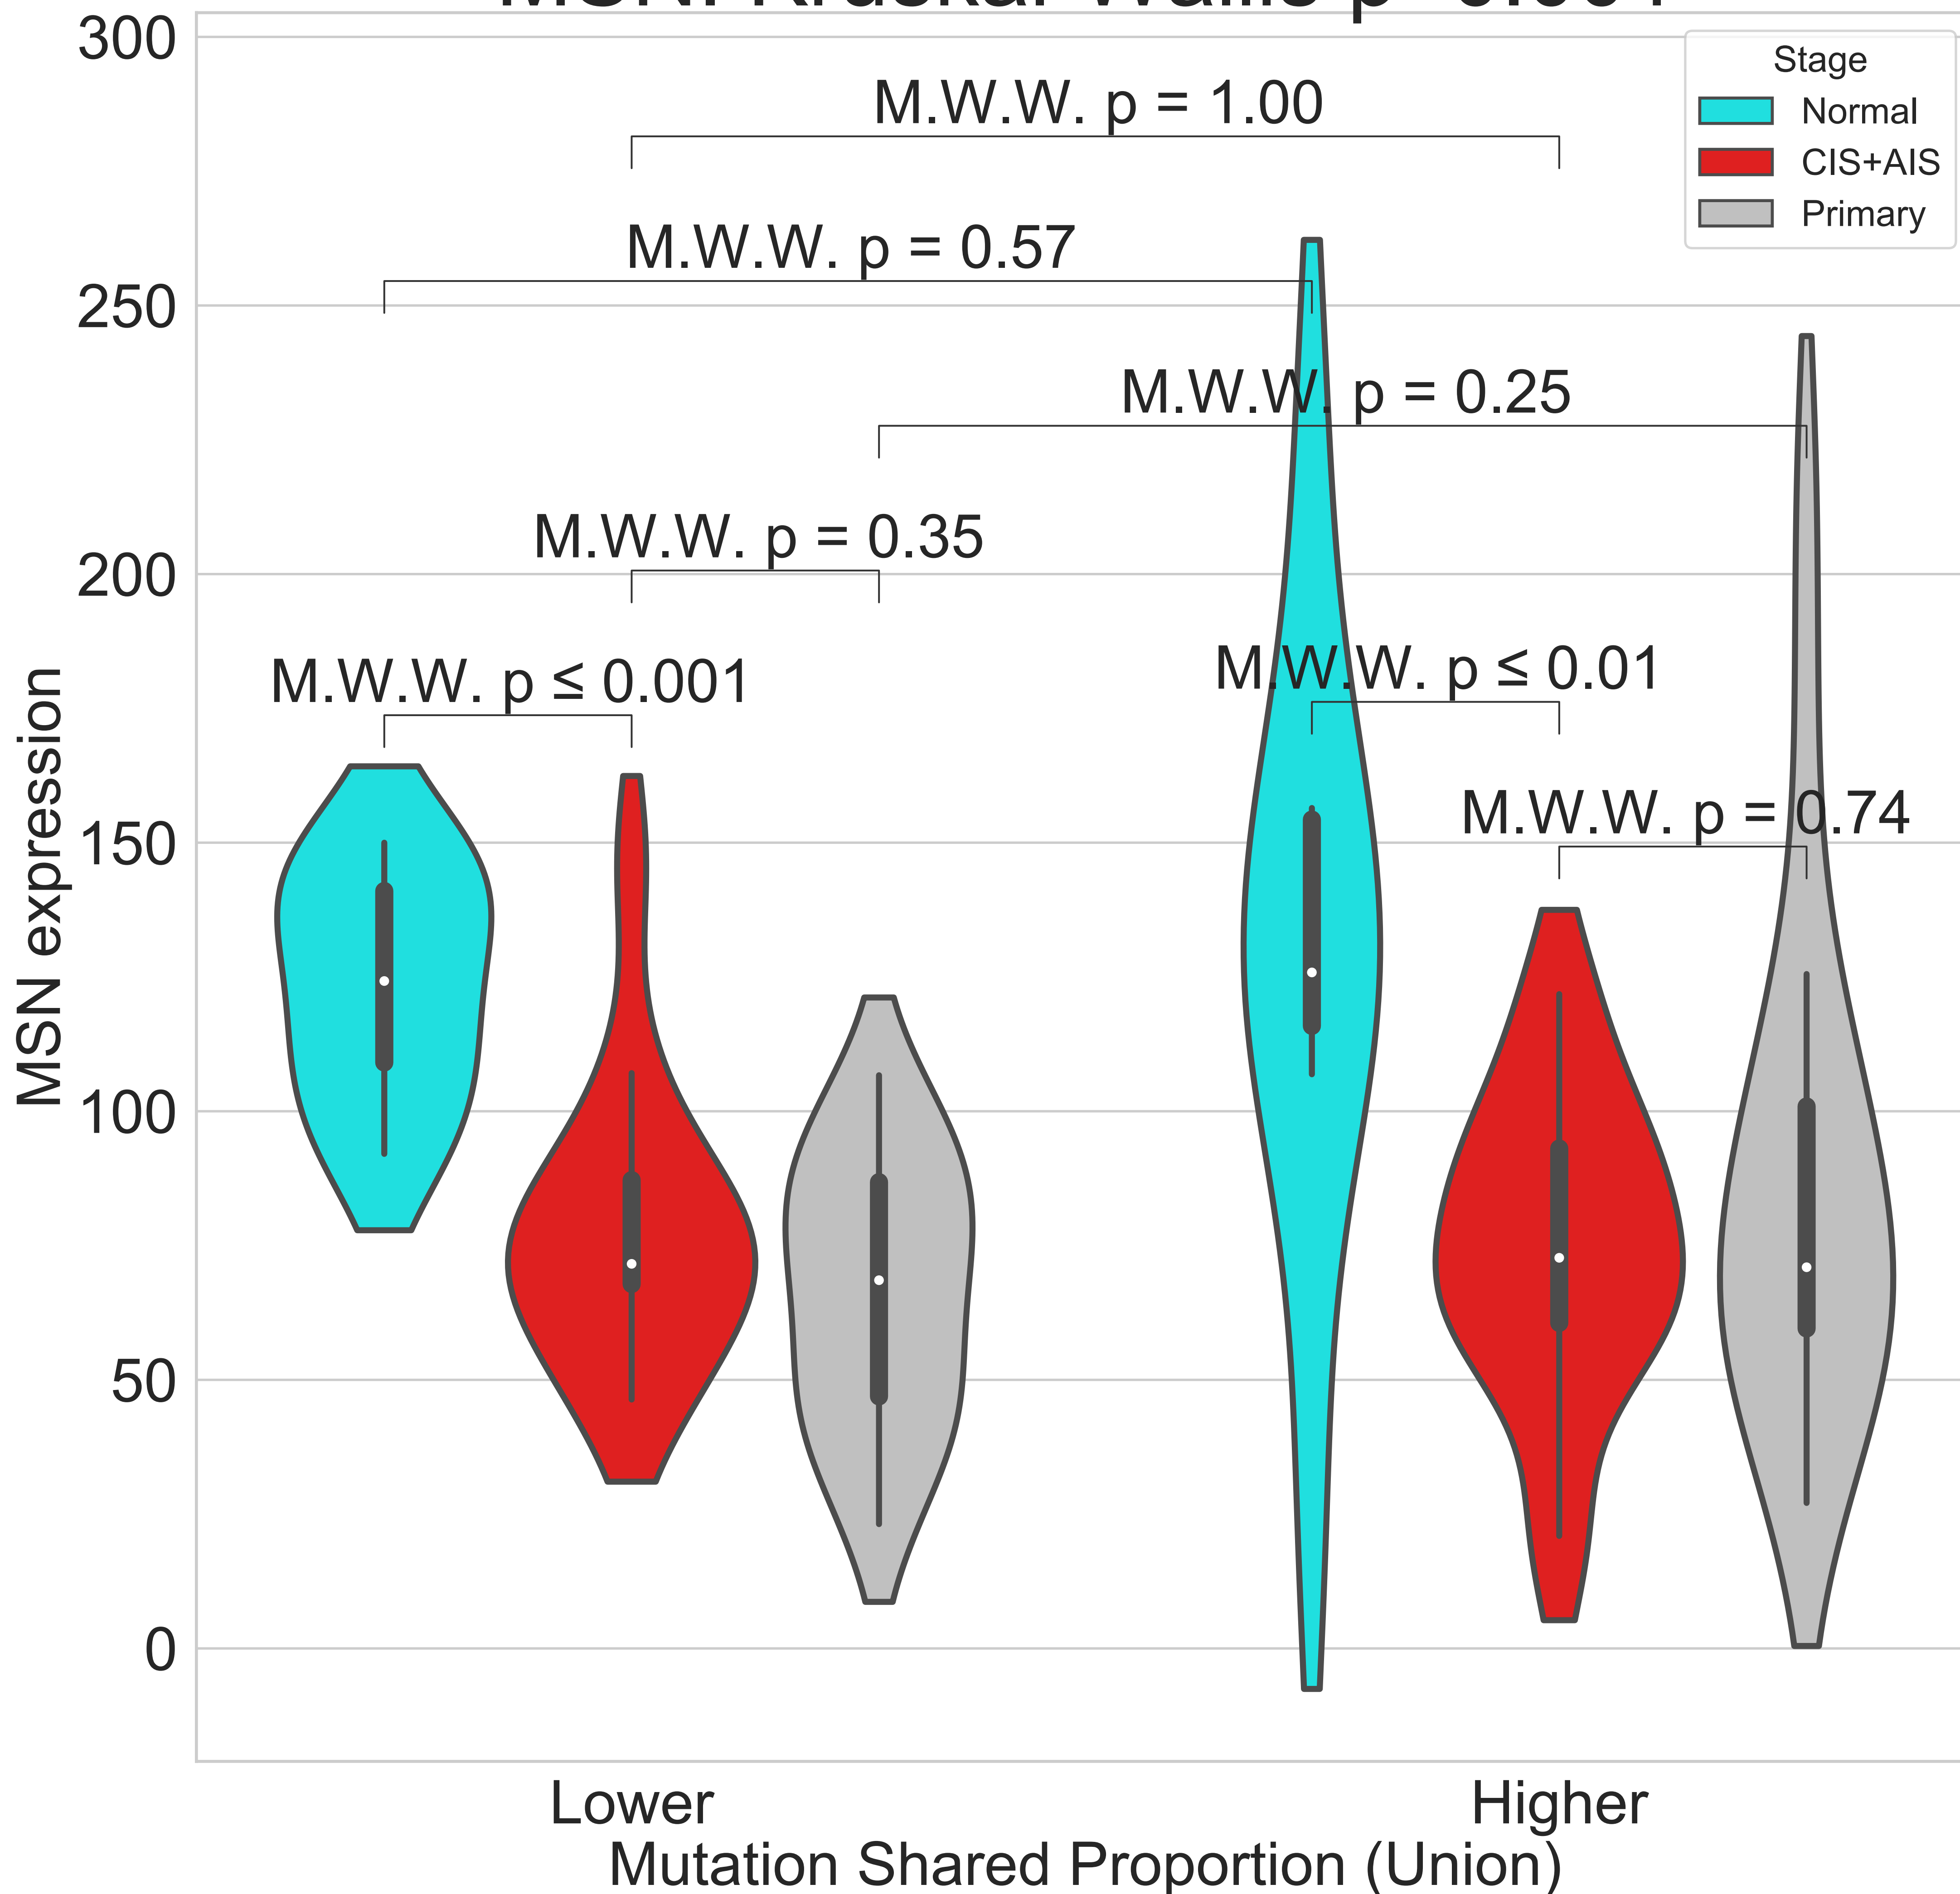 300
Stage
Normal
CIS+AIS
Primary
M.W.W. p = 1.00
M.W.W. p = 0.57
250
M.W.W. p = 0.25
M.W.W. p = 0.35
200
M.W.W. p ≤ 0.001
M.W.W. p ≤ 0.01
M.W.W. p = 0.74
150
100
50
0
MSN expression
Lower
Higher
Mutation Shared Proportion (Union)